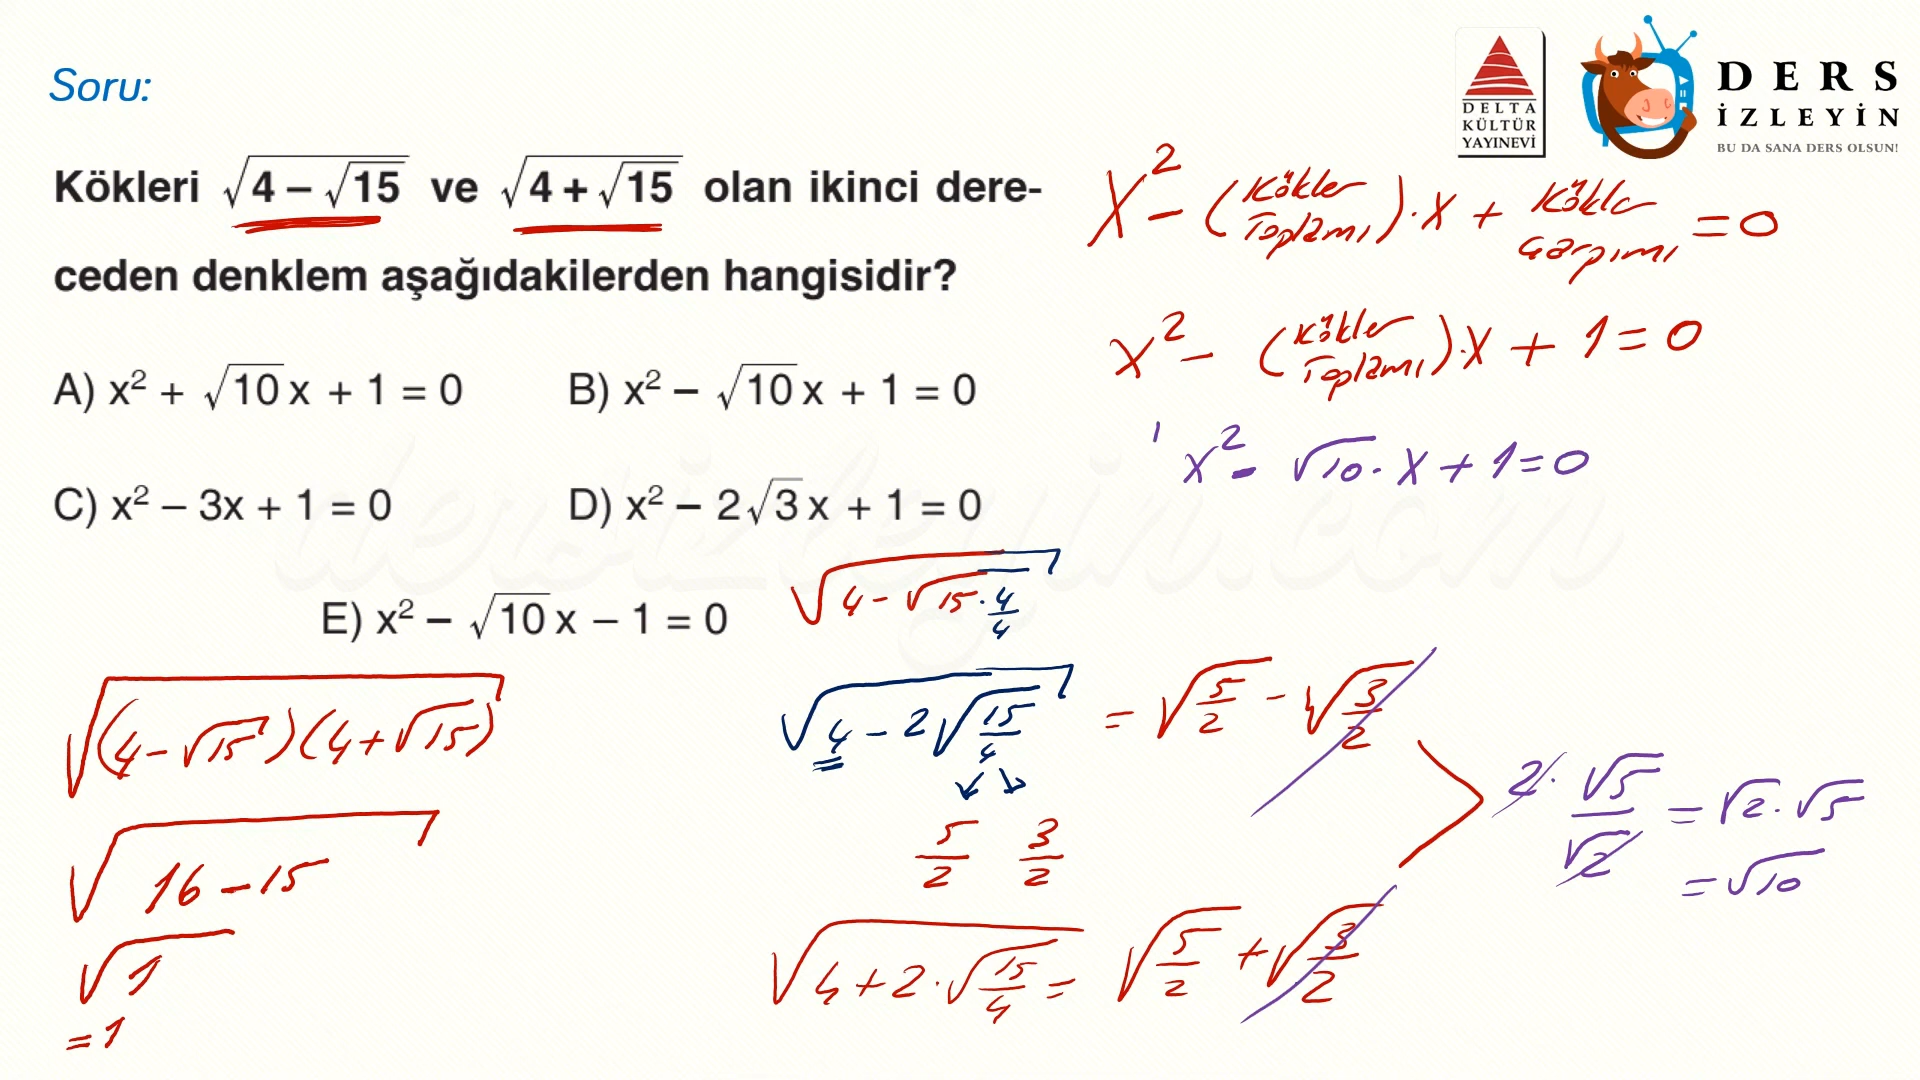 Soru:
DELTA
KÜLTÜR
YAYINEVİ
DERS
İZLEYİN
BU DA SANA DERS OLSUN!
Kökleri √(4 – √15) ve √(4 + √15) olan ikinci dere-
ceden denklem aşağıdakilerden hangisidir?
A) x² + √10 x + 1 = 0
B) x² – √10 x + 1 = 0
C) x² – 3x + 1 = 0
D) x² – 2√3 x + 1 = 0
E) x² – √10 x – 1 = 0
x² - (Kökler Toplamı).x + Kökler Çarpımı = 0
x² - (Kökler Toplamı).x + 1 = 0
x² - √10 . x + 1 = 0
√((4-√15)(4+√15))
√(16-15)
√1
=1
√(4-√(15.4/4))
√(4-2√(15/4)) = √(5/2) - √(3/2)
5/2 3/2
√(4+2.√(15/4)) = √(5/2) + √(3/2)
2. √5/√2 = √2.√5
= √10
dersizleyin.com